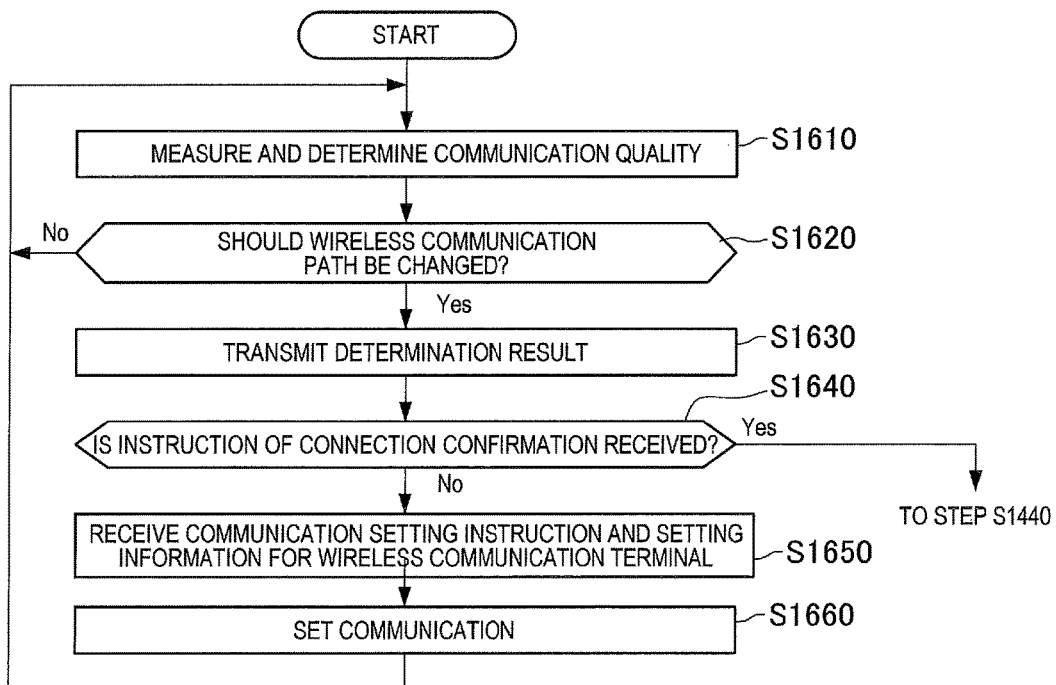 START
MEASURE AND DETERMINE COMMUNICATION QUALITY
S1610
No
SHOULD WIRELESS COMMUNICATION
PATH BE CHANGED?
S1620
Yes
TRANSMIT DETERMINATION RESULT
S1630
S1640
IS INSTRUCTION OF CONNECTION CONFIRMATION RECEIVED?
Yes
No
TO STEP S1440
RECEIVE COMMUNICATION SETTING INSTRUCTION AND SETTING
INFORMATION FOR WIRELESS COMMUNICATION TERMINAL
S1650
SET COMMUNICATION
S1660